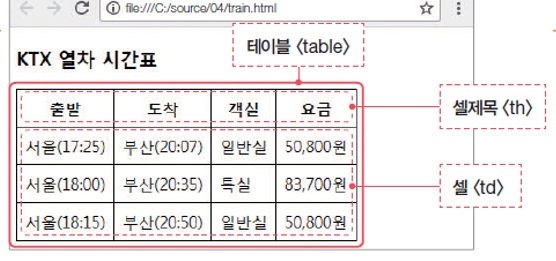 file:///C:/source/04/train.html
테이블 <table>
KTX 열차 시간표
출발 도착 객실 요금
셀제목 <th>
서울(17:25) 부산(20:07) 일반실 50,800원
서울(18:00) 부산(20:35) 특실 83,700원
셀 <td>
서울(18:15) 부산(20:50) 일반실 50,800원